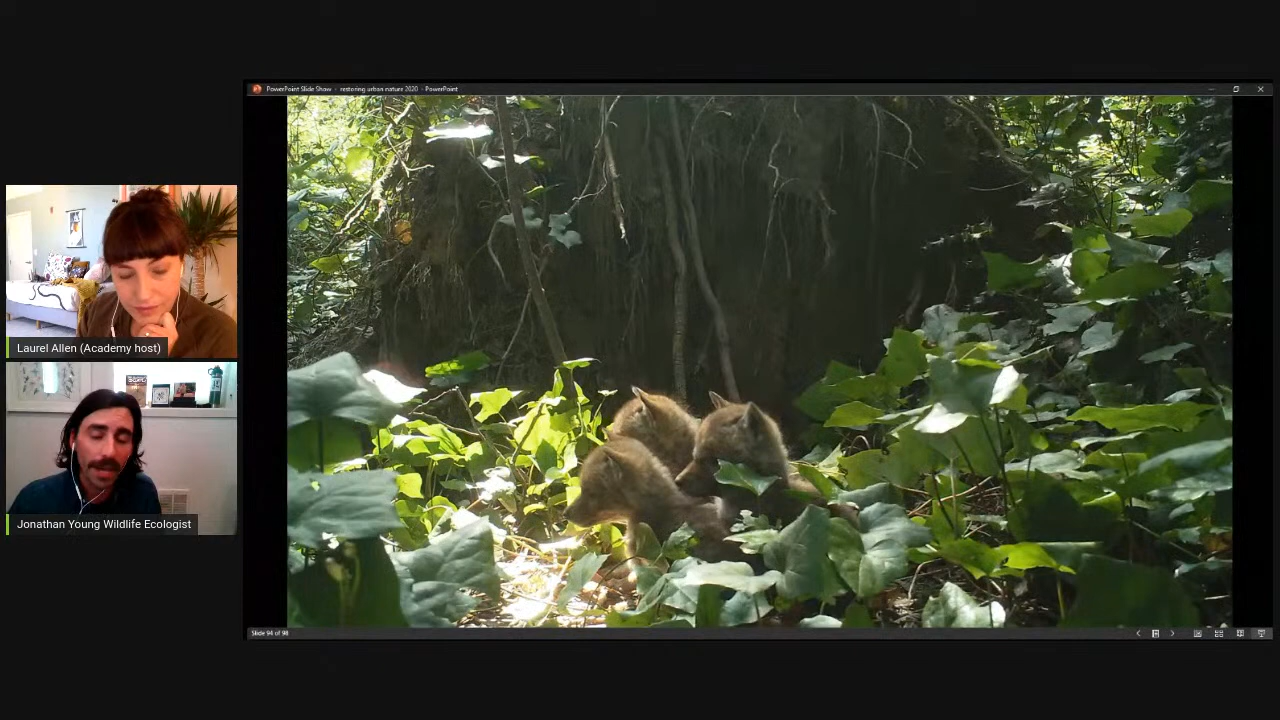 PowerPoint Slide Show - restoring urban nature 2020 - PowerPoint
Laurel Allen (Academy host)
Jonathan Young Wildlife Ecologist
Slide 94 of 98